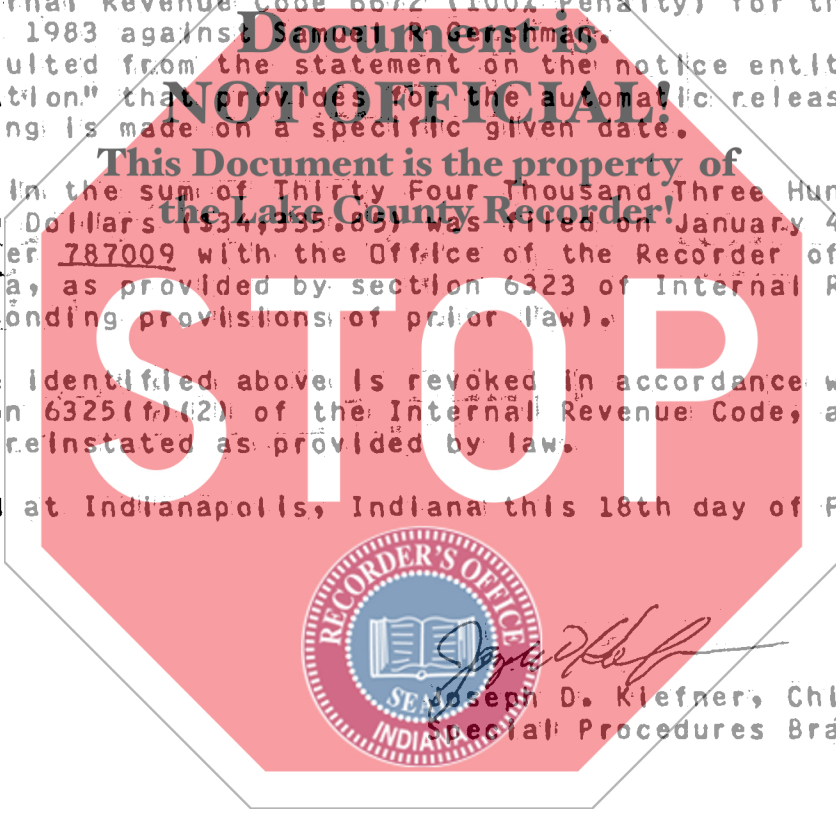 rnal Revenue Code 6672 (100% Penalty) for th
1983 against Samuel R Gershman.
Document is
ulted from the statement on the notice entit
NOT OFFICIAL!
tion" that provides for the automatic releas
ng is made on a specific given date.
This Document is the property of
in the sum of Thirty Four Thousand Three Hun
the Lake County Recorder!
Dollars was filed on January 4
er 787009 with the Office of the Recorder of
a, as provided by section 6323 of Internal R
onding provisions of prior law).
STOP
identified above is revoked in accordance w
n 6325(f)(2) of the Internal Revenue Code, a
reinstated as provided by law.
at Indianapolis, Indiana this 18th day of F
RECORDER'S OFFICE
SEAL
INDIANA
Joseph D. Kiefner, Chi
Special Procedures Bra